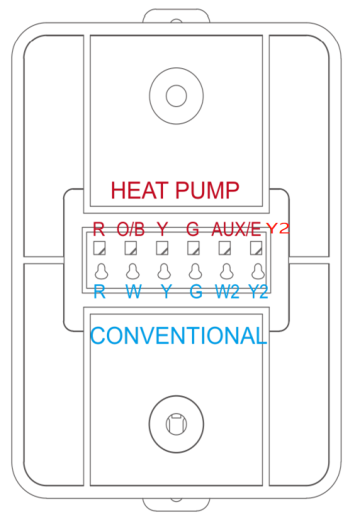 HEAT PUMP
R O/B Y G AUX/E Y2
R W Y G W2 Y2
CONVENTIONAL